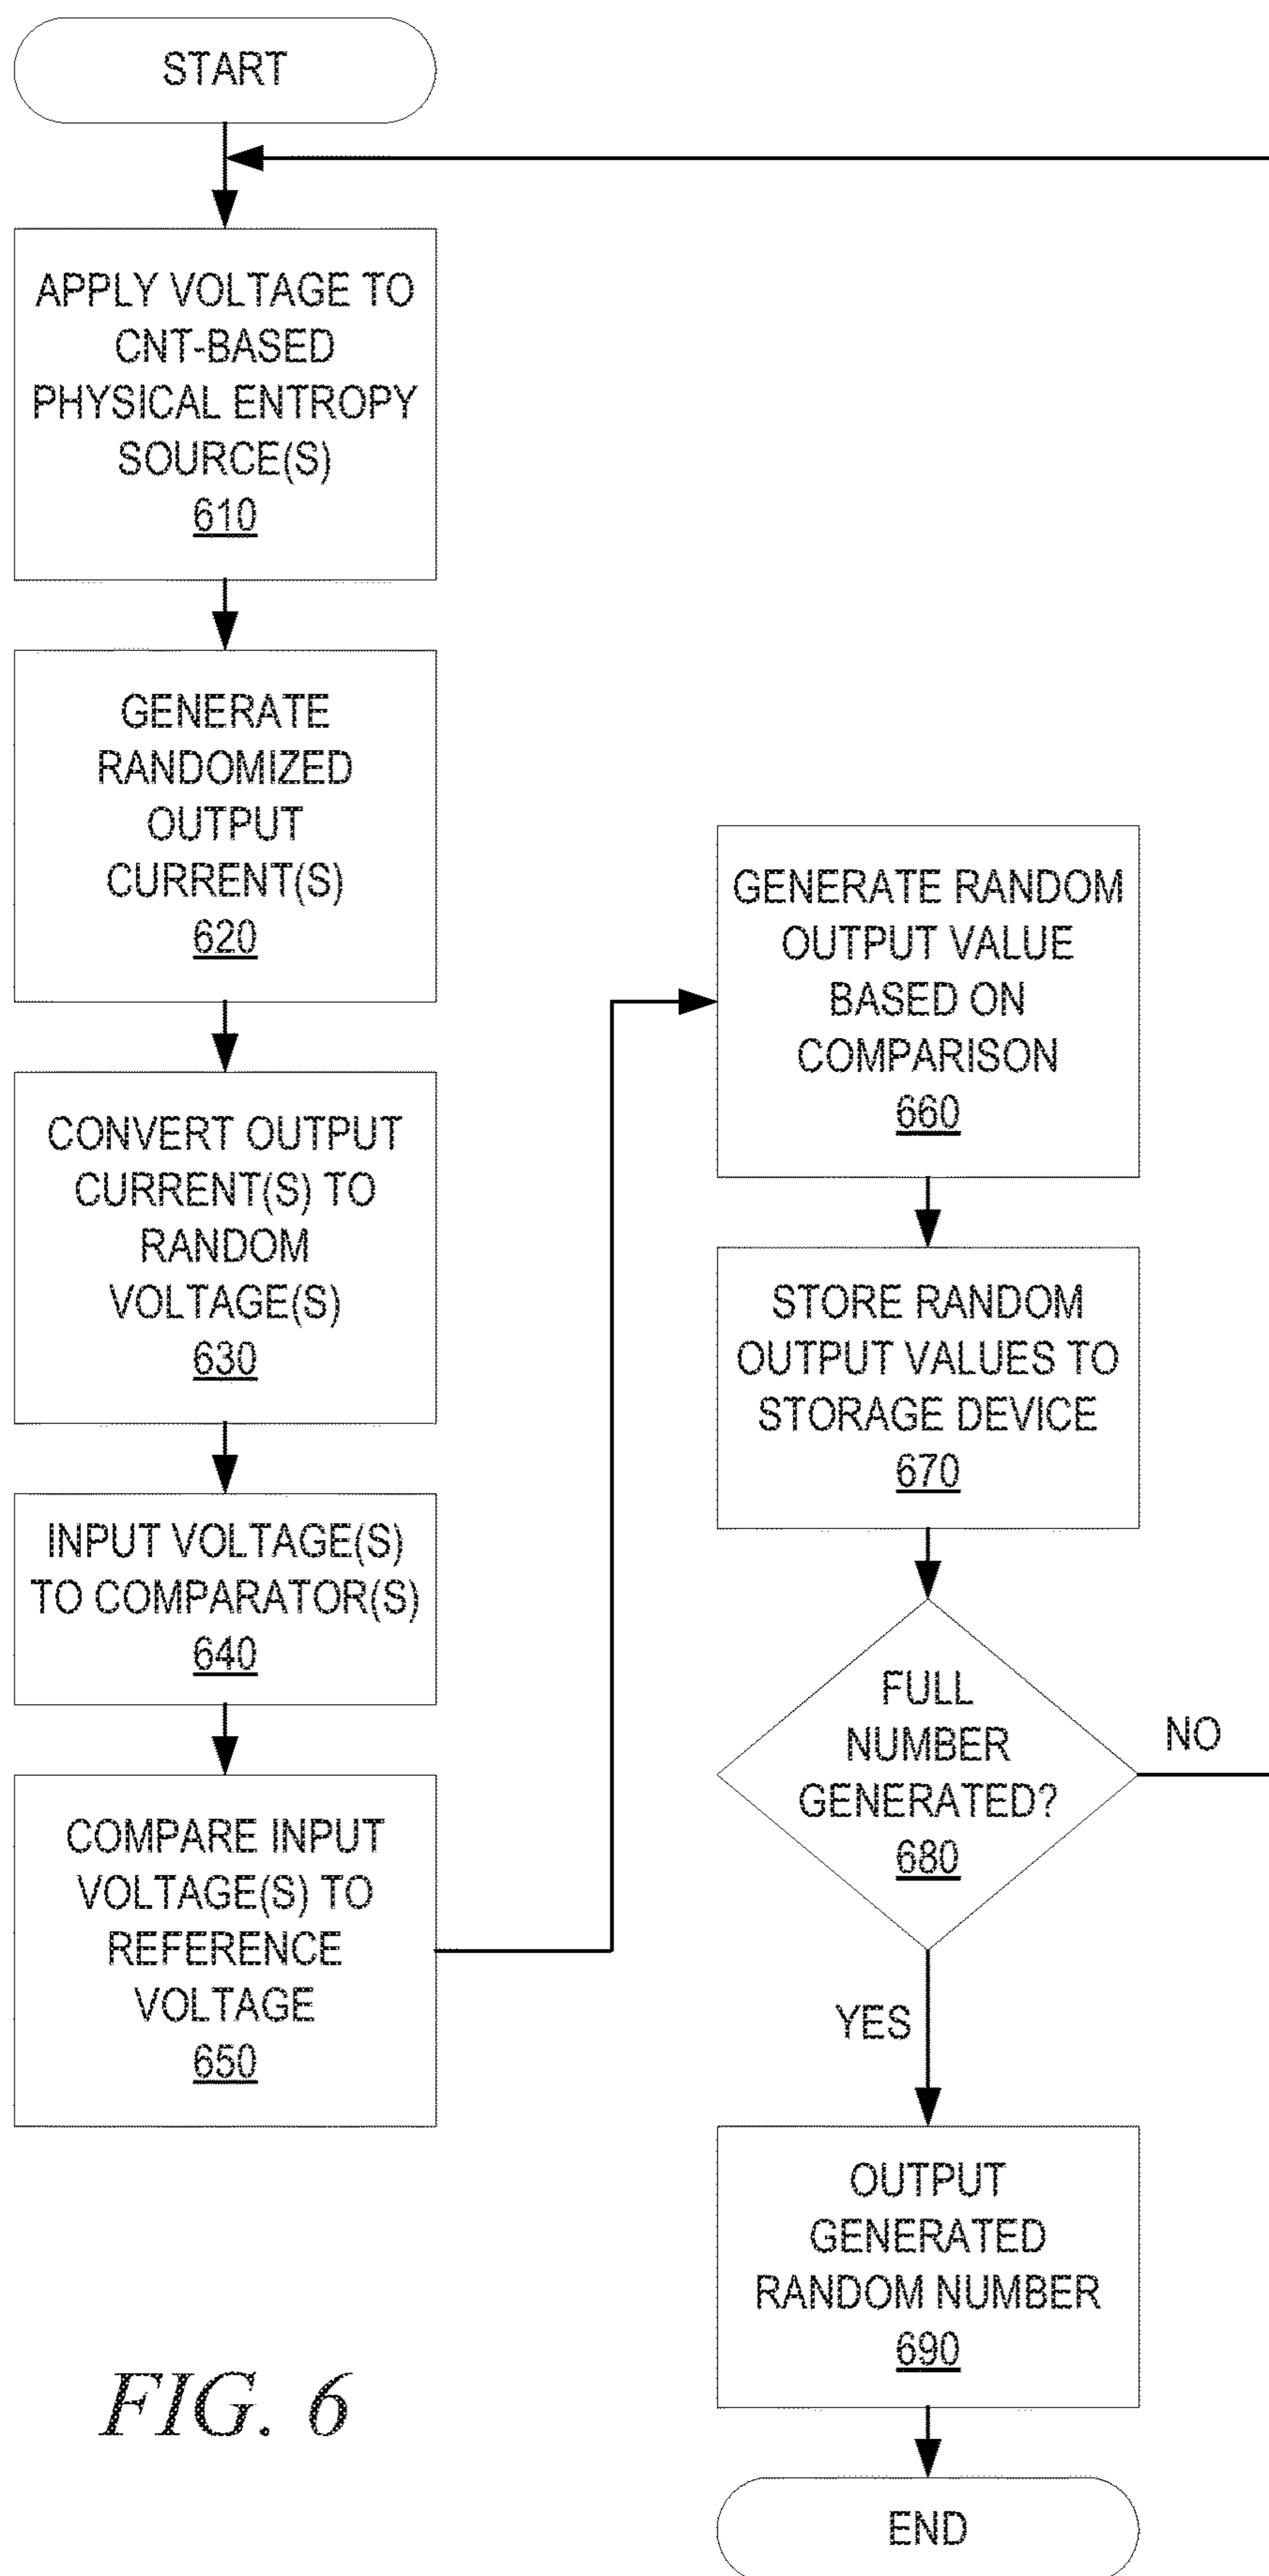 START
APPLY VOLTAGE TO
CNT-BASED
PHYSICAL ENTROPY
SOURCE(S)
610
GENERATE
RANDOMIZED
OUTPUT
CURRENT(S)
620
CONVERT OUTPUT
CURRENT(S) TO
RANDOM
VOLTAGE(S)
630
INPUT VOLTAGE(S)
TO COMPARATOR(S)
640
COMPARE INPUT
VOLTAGE(S) TO
REFERENCE
VOLTAGE
650
GENERATE RANDOM
OUTPUT VALUE
BASED ON
COMPARISON
660
STORE RANDOM
OUTPUT VALUES TO
STORAGE DEVICE
670
FULL
NUMBER
GENERATED?
680
NO
YES
OUTPUT
GENERATED
RANDOM NUMBER
690
END
FIG. 6